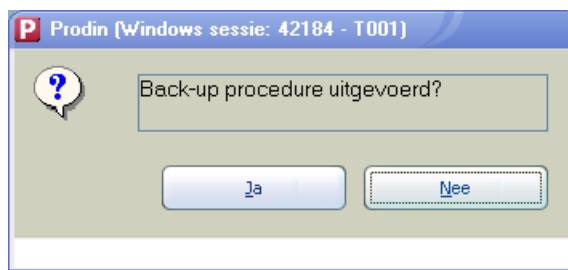 P Prodin (Windows sessie: 42184 - T001)
? Back-up procedure uitgevoerd?
Ja Nee